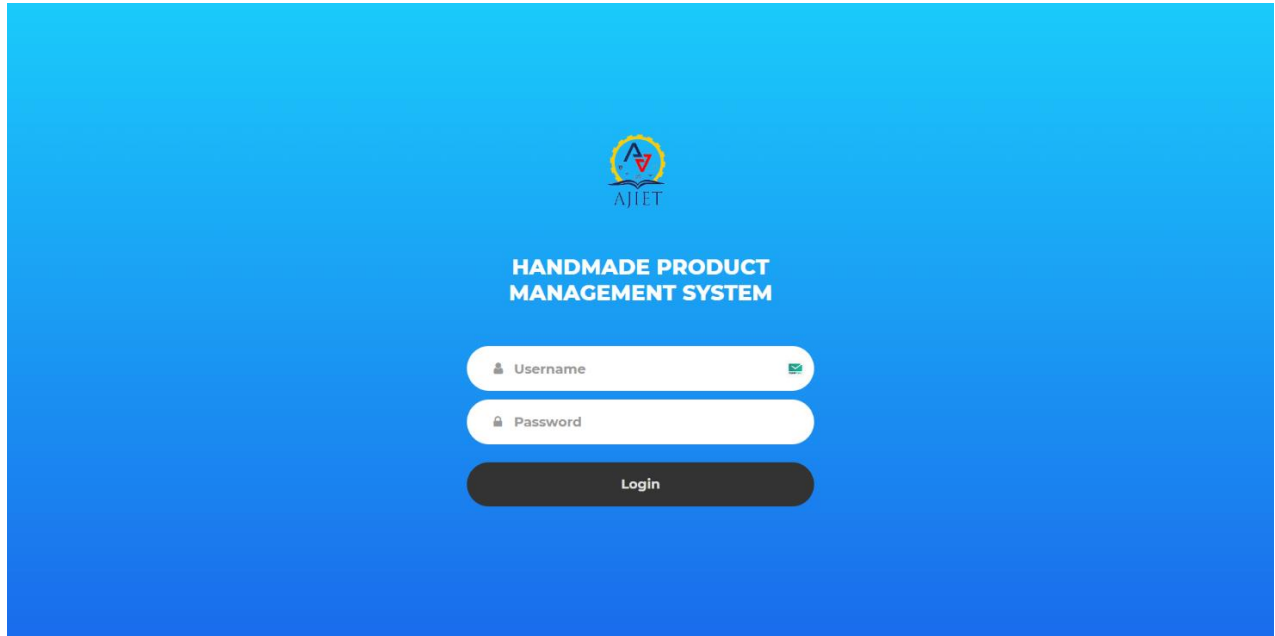 AJIET
HANDMADE PRODUCT
MANAGEMENT SYSTEM
Username
Password
Login